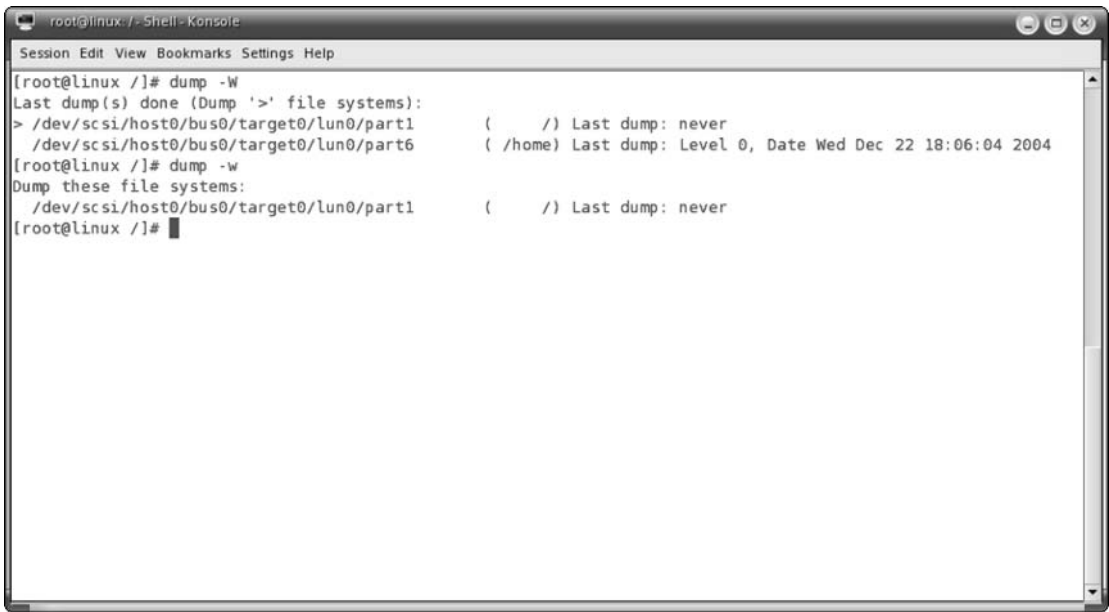 root@linux: / - Shell - Konsole
Session Edit View Bookmarks Settings Help
[root@linux /]# dump -W
Last dump(s) done (Dump '>' file systems):
> /dev/scsi/host0/bus0/target0/lun0/part1 ( /) Last dump: never
/dev/scsi/host0/bus0/target0/lun0/part6 ( /home) Last dump: Level 0, Date Wed Dec 22 18:06:04 2004
[root@linux /]# dump -w
Dump these file systems:
/dev/scsi/host0/bus0/target0/lun0/part1 ( /) Last dump: never
[root@linux /]#